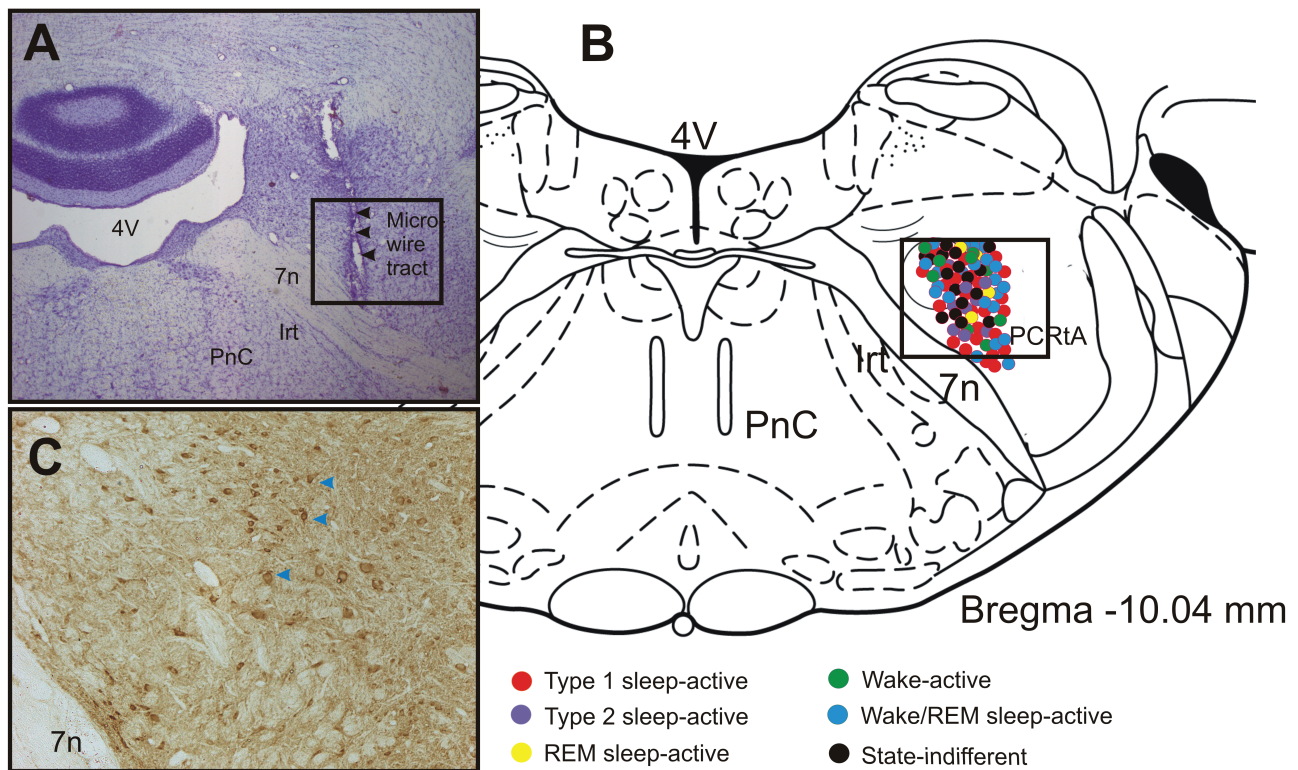 A
4V
Micro-
wire
tract
7n
Irt
PnC
B
4V
PCRtA
Irt
7n
PnC
Bregma -10.04 mm
C
7n
Type 1 sleep-active
Type 2 sleep-active
REM sleep-active
Wake-active
Wake/REM sleep-active
State-indifferent